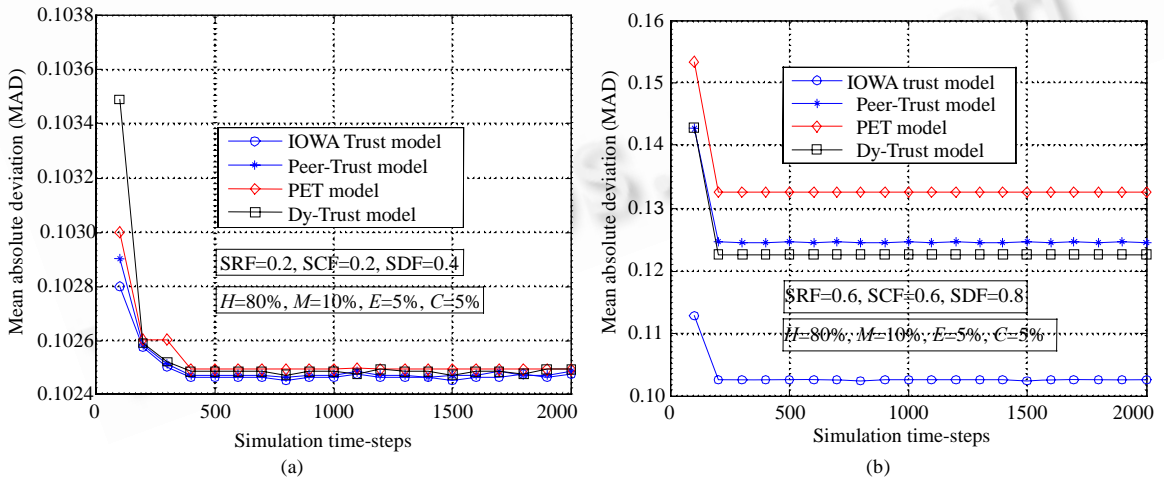 0.1038
0.1036
0.1034
0.1032
0.1030
0.1028
0.1026
0.1024
Mean absolute deviation (MAD)
IOWA Trust model
Peer-Trust model
PET model
Dy-Trust model
SRF=0.2, SCF=0.2, SDF=0.4
H=80%, M=10%, E=5%, C=5%
0 500 1000 1500 2000
Simulation time-steps
(a)
0.16
0.15
0.14
0.13
0.12
0.11
0.10
Mean absolute deviation (MAD)
IOWA trust model
Peer-Trust model
PET model
Dy-Trust model
SRF=0.6, SCF=0.6, SDF=0.8
H=80%, M=10%, E=5%, C=5%
0 500 1000 1500 2000
Simulation time-steps
(b)